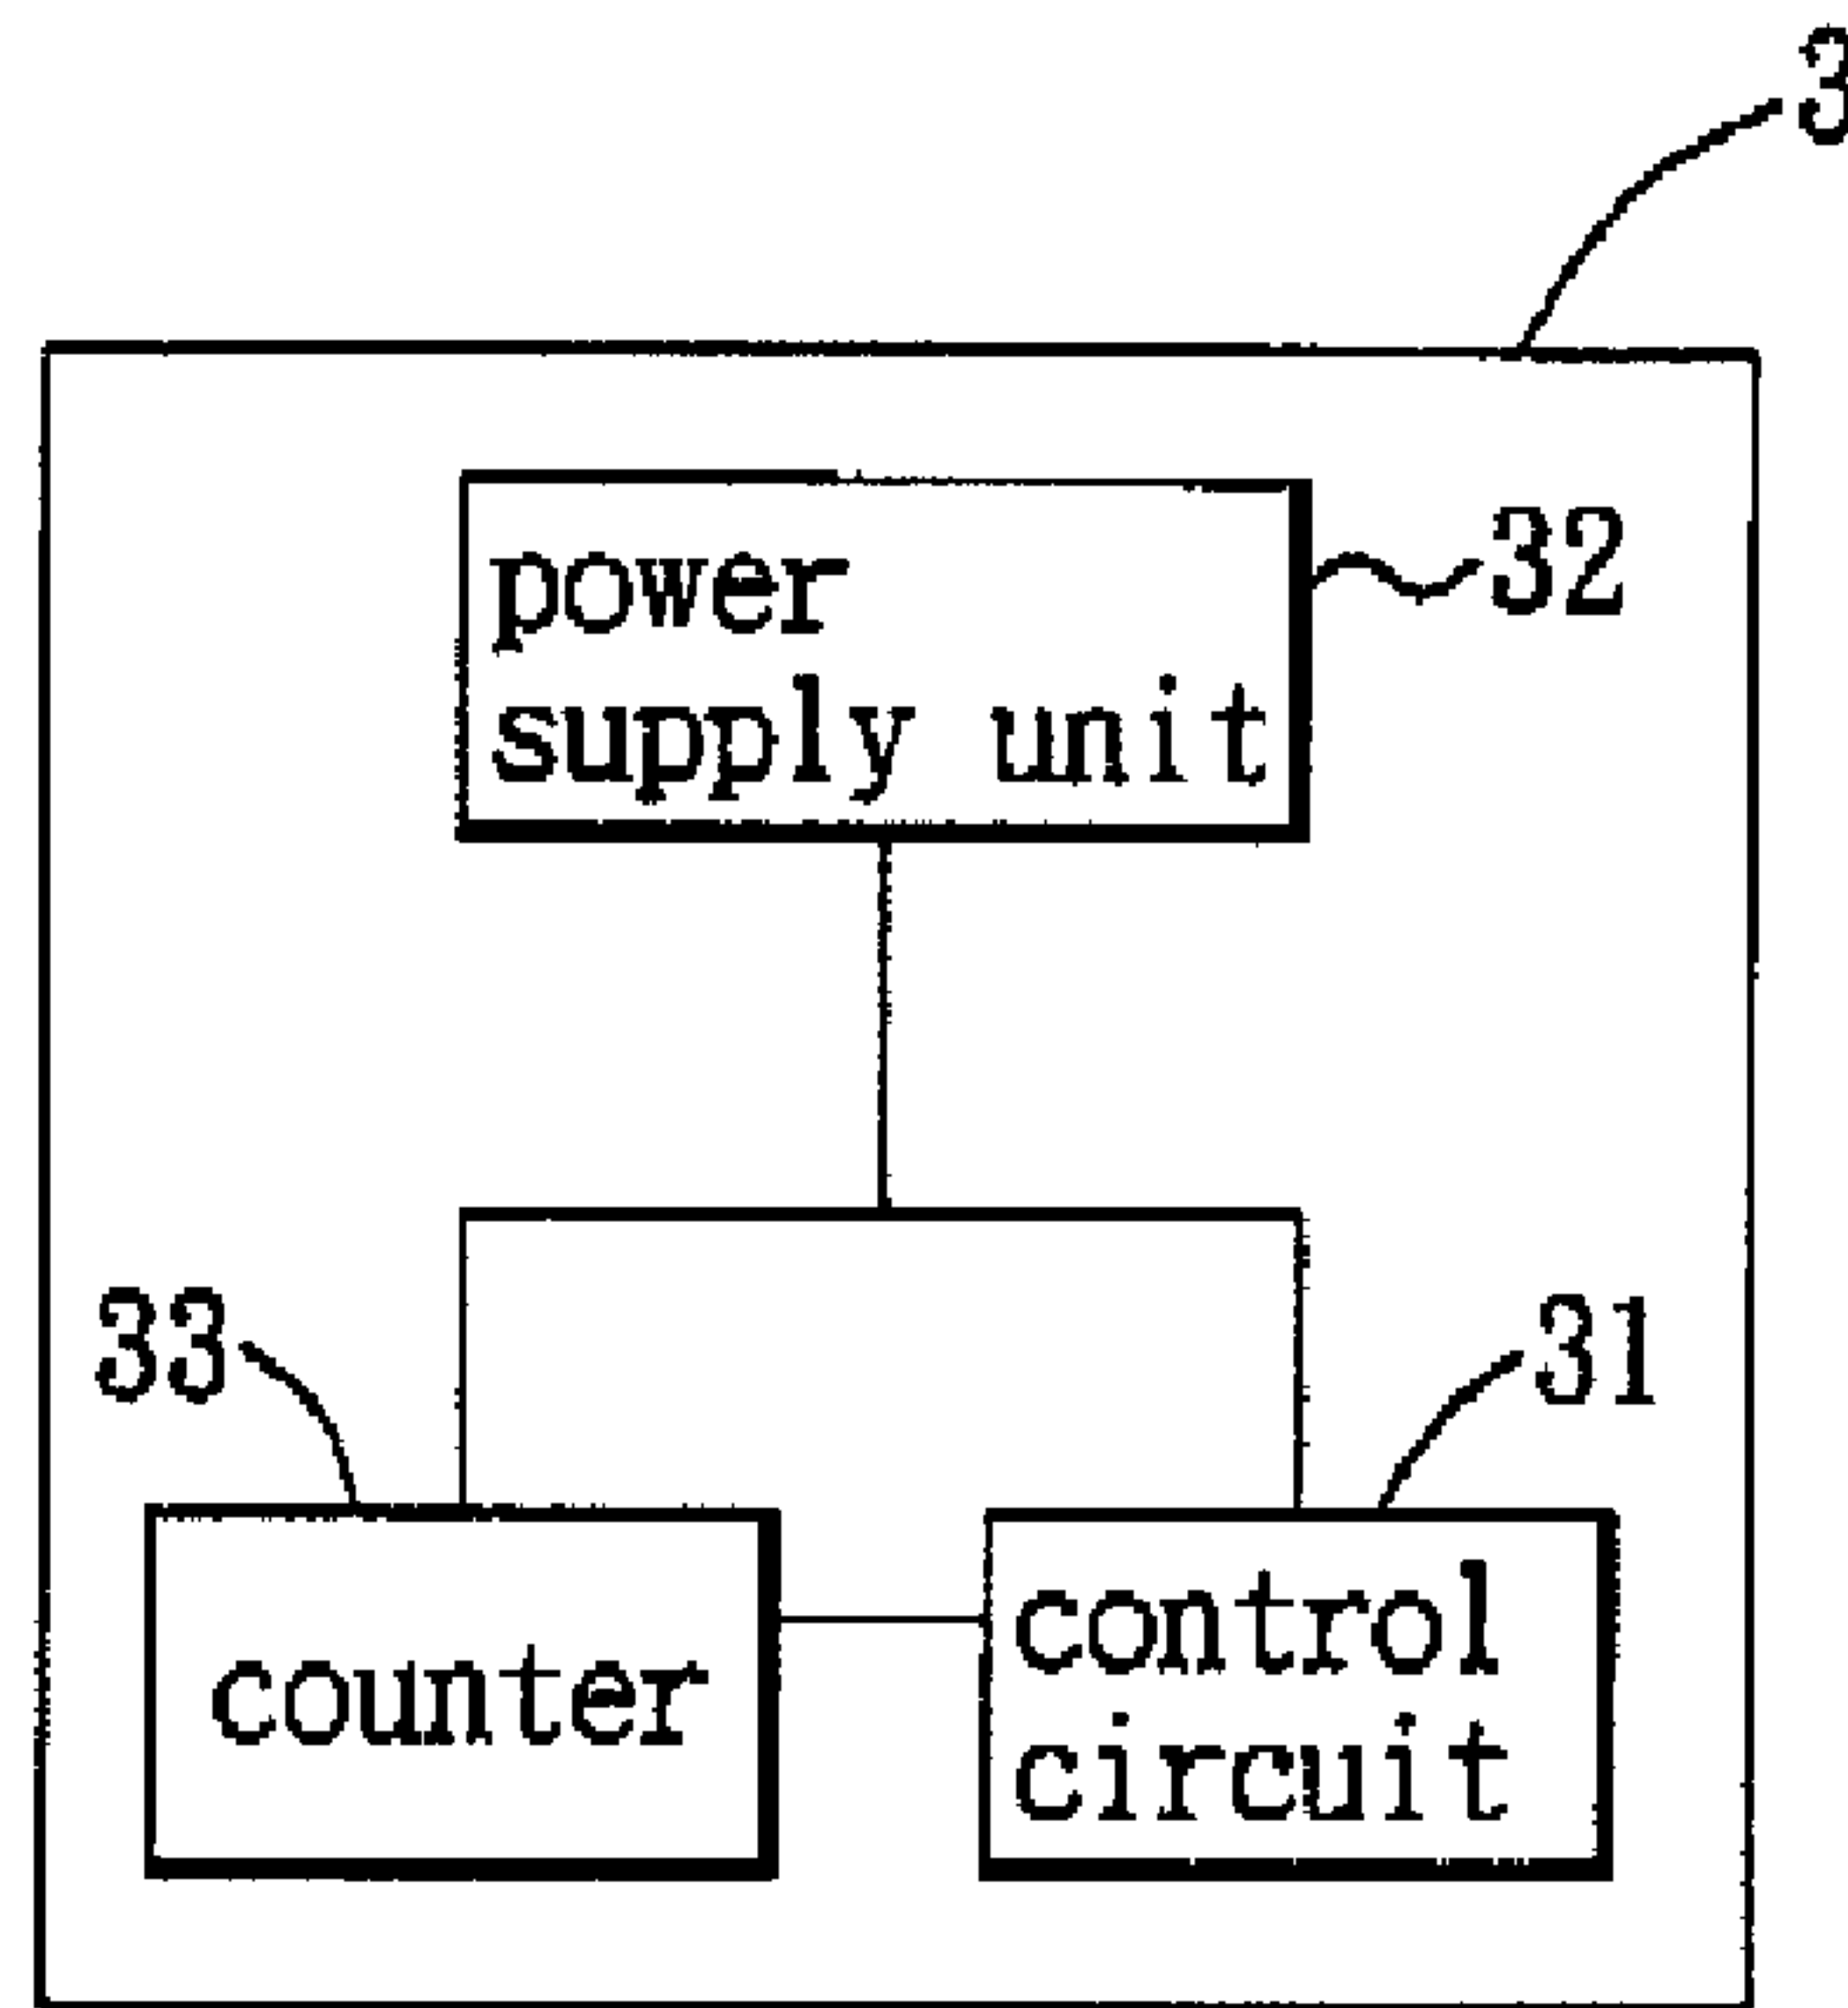 3
power
supply unit
32
33
31
counter
control
circuit